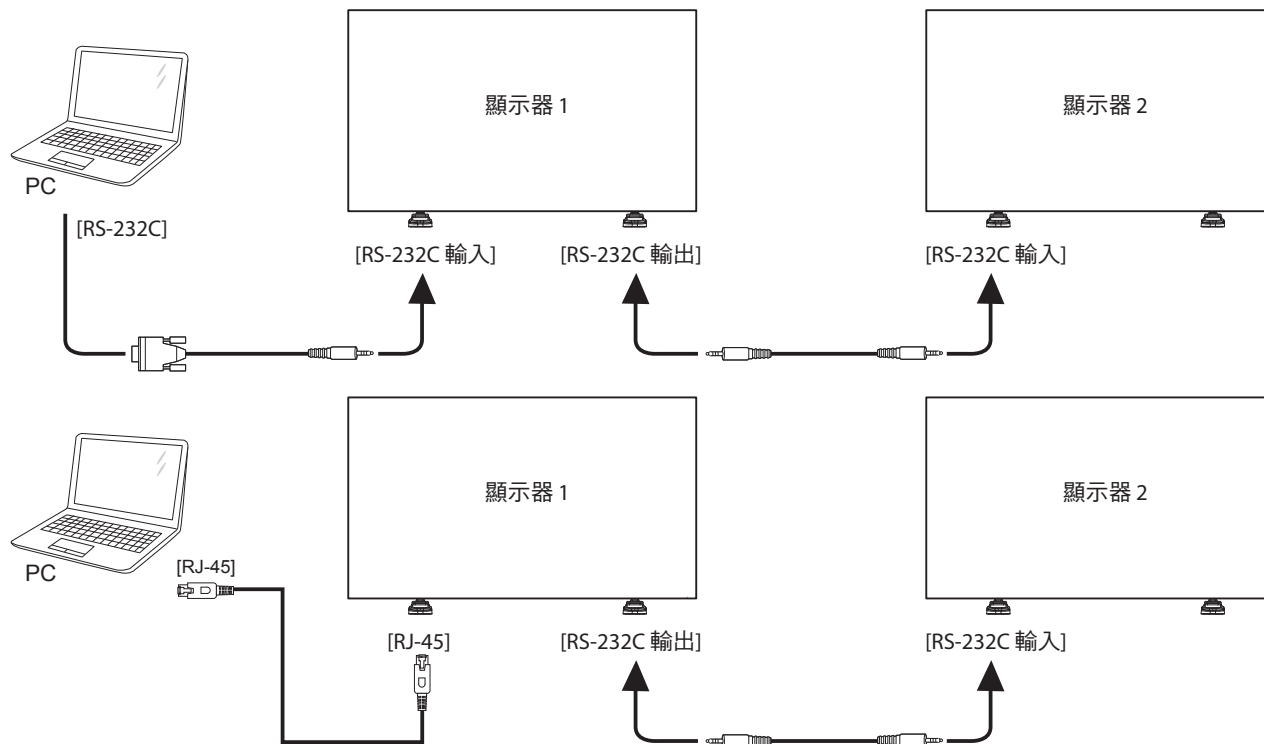 顯示器 1
顯示器 2
PC
[RS-232C]
[RS-232C 輸入]
[RS-232C 輸出]
[RS-232C 輸入]
顯示器 1
顯示器 2
PC
[RJ-45]
[RJ-45]
[RS-232C 輸出]
[RS-232C 輸入]